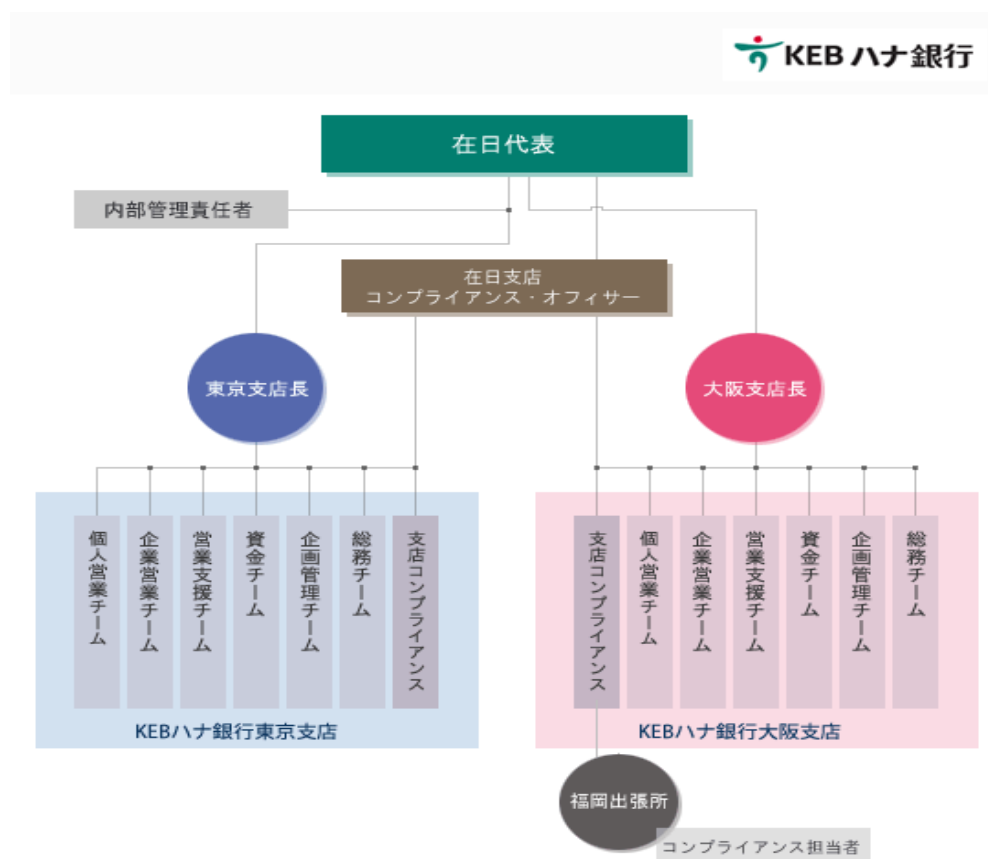 KEB ハナ銀行
在日代表
内部管理責任者
在日支店
コンプライアンス・オフィサー
東京支店長
大阪支店長
個人営業チーム
企業営業チーム
営業支援チーム
資金チーム
企画管理チーム
総務チーム
支店コンプライアンス
KEBハナ銀行東京支店
支店コンプライアンス
個人営業チーム
企業営業チーム
営業支援チーム
資金チーム
企画管理チーム
総務チーム
KEBハナ銀行大阪支店
福岡出張所
コンプライアンス担当者